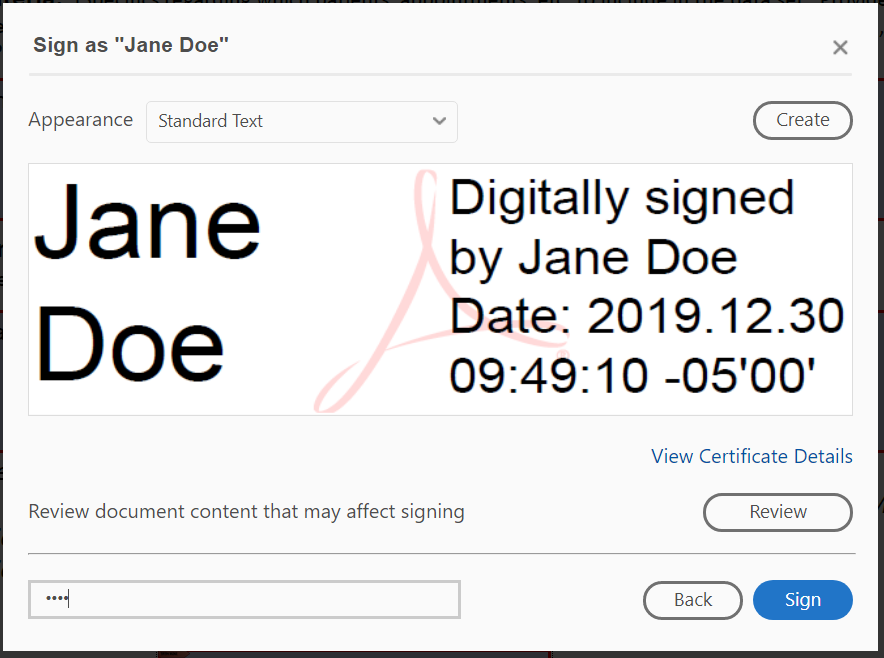 Sign as "Jane Doe"
Appearance
Standard Text
Create
Jane
Doe
Digitally signed
by Jane Doe
Date: 2019.12.30
09:49:10 -05'00'
View Certificate Details
Review document content that may affect signing
Review
••••
Back
Sign